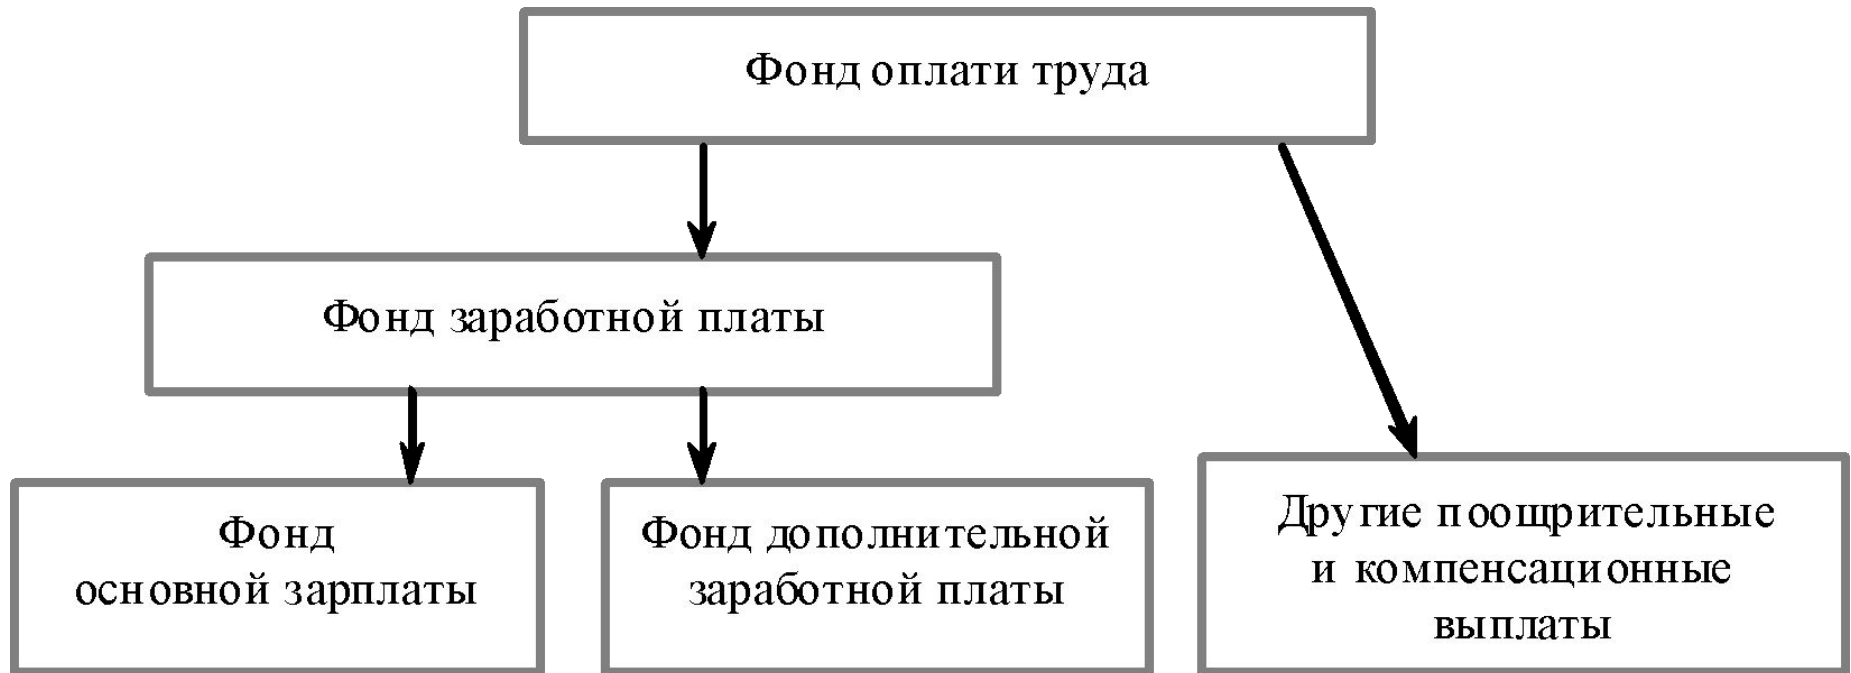 Фонд оплати труда
Фонд заработной платы
Фонд
основной зарплаты
Фонд дополнительной
заработной платы
Другие поощрительные
и компенсационные
выплаты